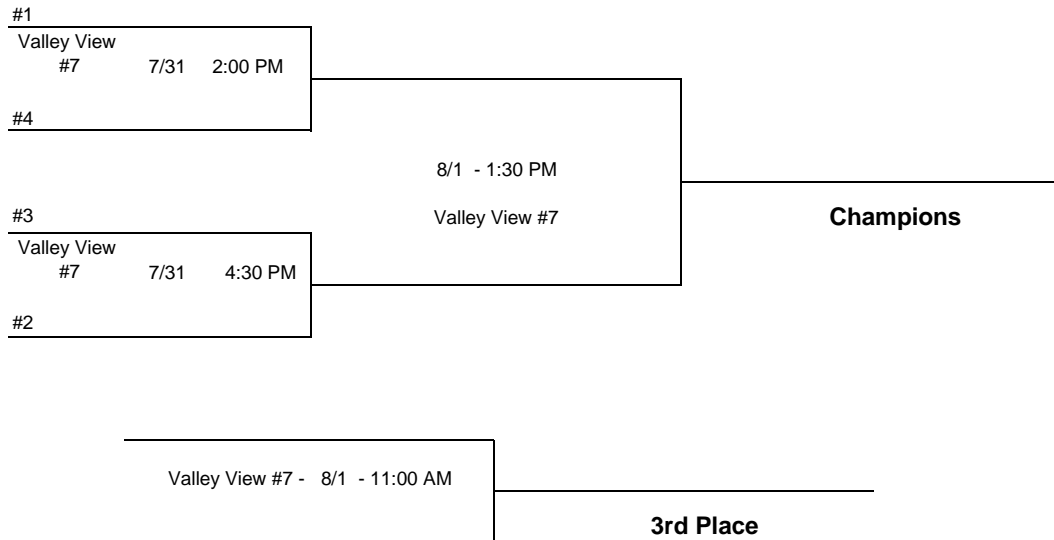 #1
Valley View
#7 7/31 2:00 PM
#4
8/1 - 1:30 PM
#3
Valley View #7
Champions
Valley View
#7 7/31 4:30 PM
#2
Valley View #7 - 8/1 - 11:00 AM
3rd Place